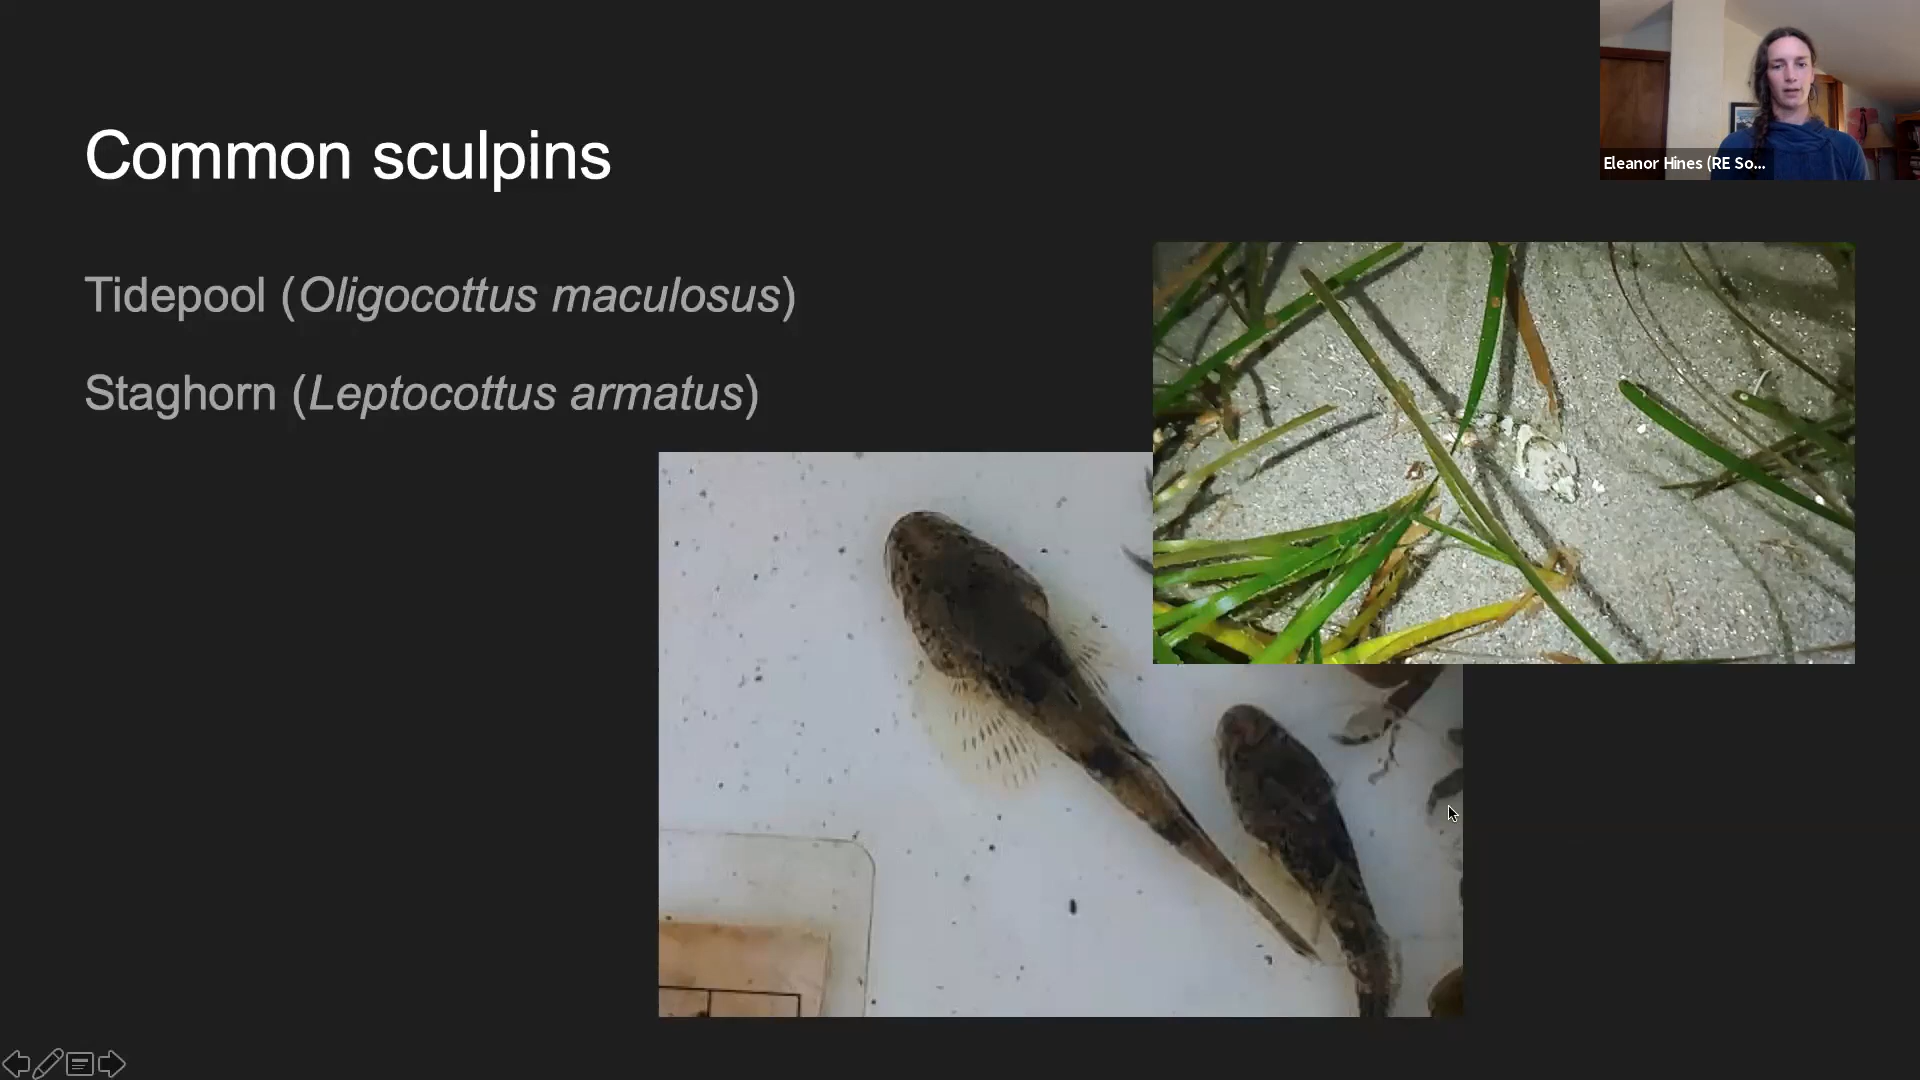 Common sculpins
Eleanor Hines (RE So...
Tidepool (Oligocottus maculosus)
Staghorn (Leptocottus armatus)